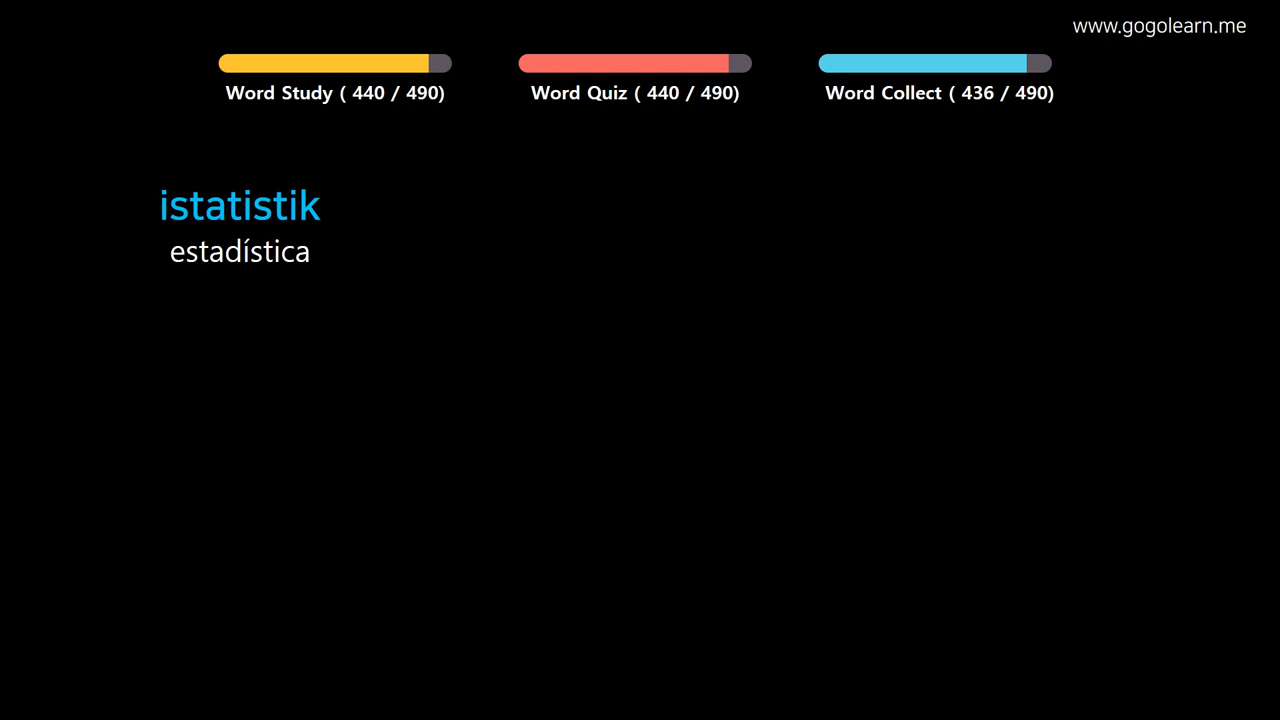 www.gogolearn.me
Word Study ( 440 / 490)
Word Quiz ( 440 / 490)
Word Collect ( 436 / 490)
istatistik
estadística